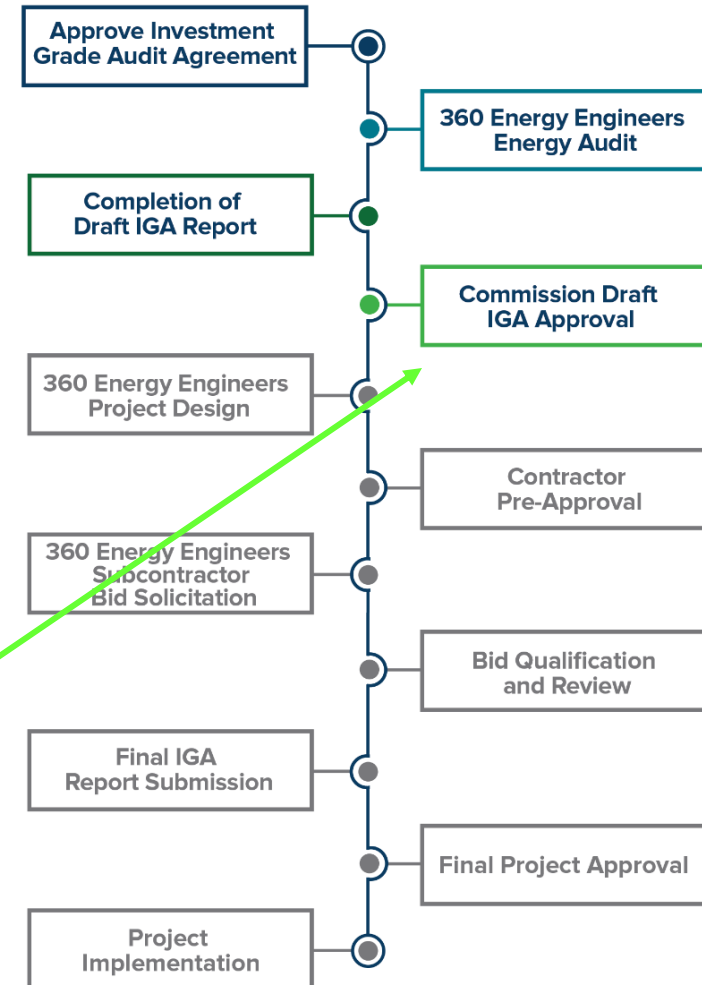 Approve Investment
Grade Audit Agreement
360 Energy Engineers
Energy Audit
Completion of
Draft IGA Report
Commission Draft
IGA Approval
360 Energy Engineers
Project Design
Contractor
Pre-Approval
360 Energy Engineers
Subcontractor
Bid Solicitation
Bid Qualification
and Review
Final IGA
Report Submission
Final Project Approval
Project
Implementation